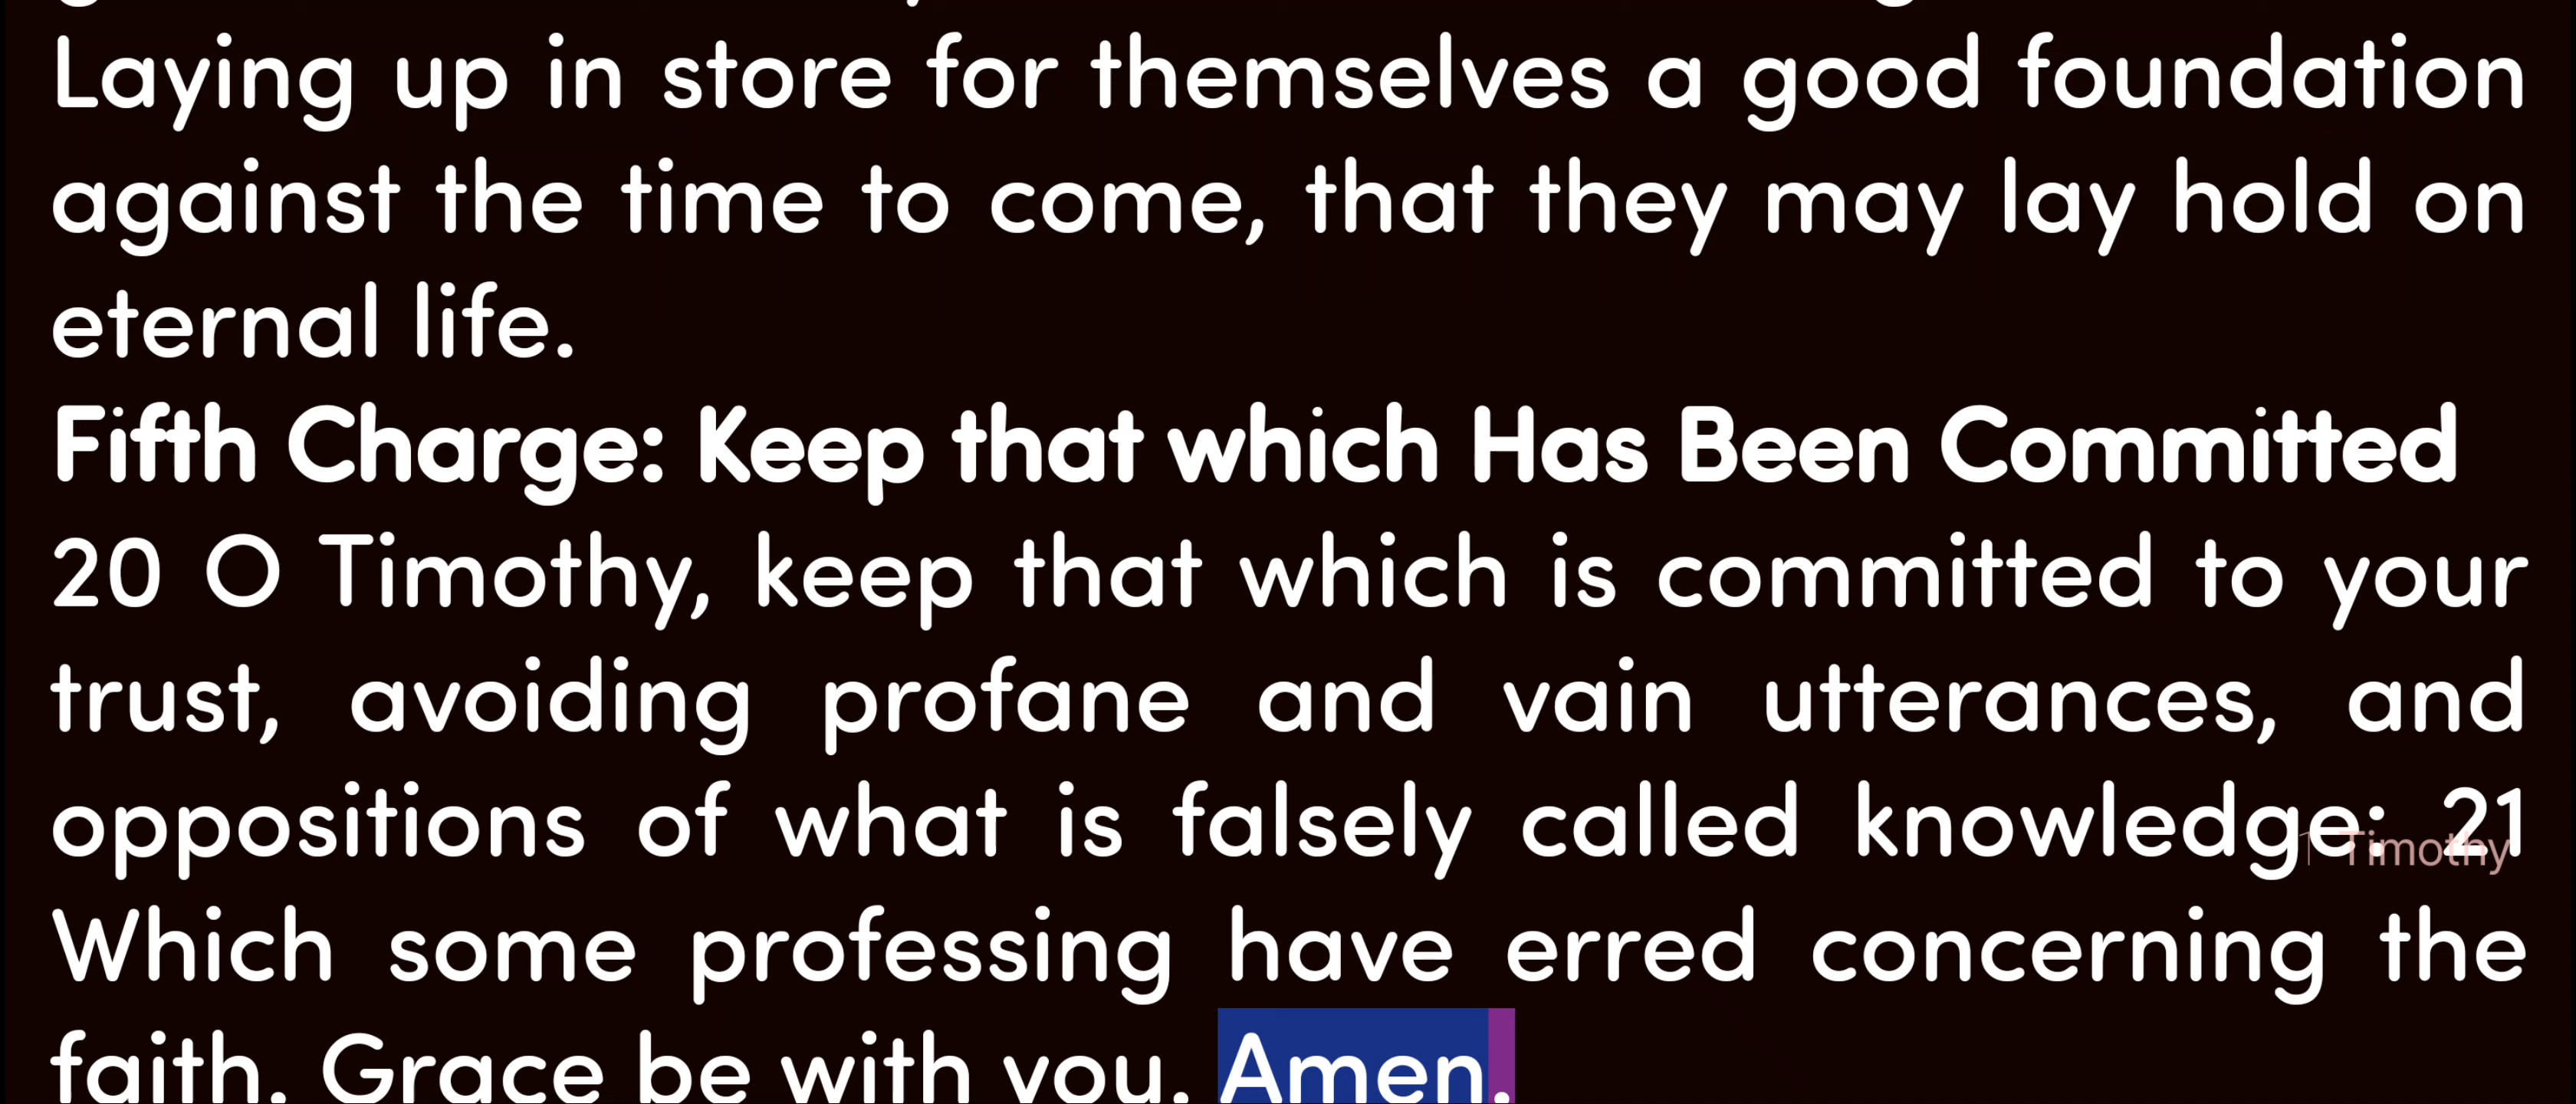 Laying up in store for themselves a good foundation
against the time to come, that they may lay hold on
eternal life.
Fifth Charge: Keep that which Has Been Committed
20 O Timothy, keep that which is committed to your
trust, avoiding profane and vain utterances, and
oppositions of what is falsely called knowledge: 21
1 Timothy
Which some professing have erred concerning the
faith. Grace be with you. Amen.